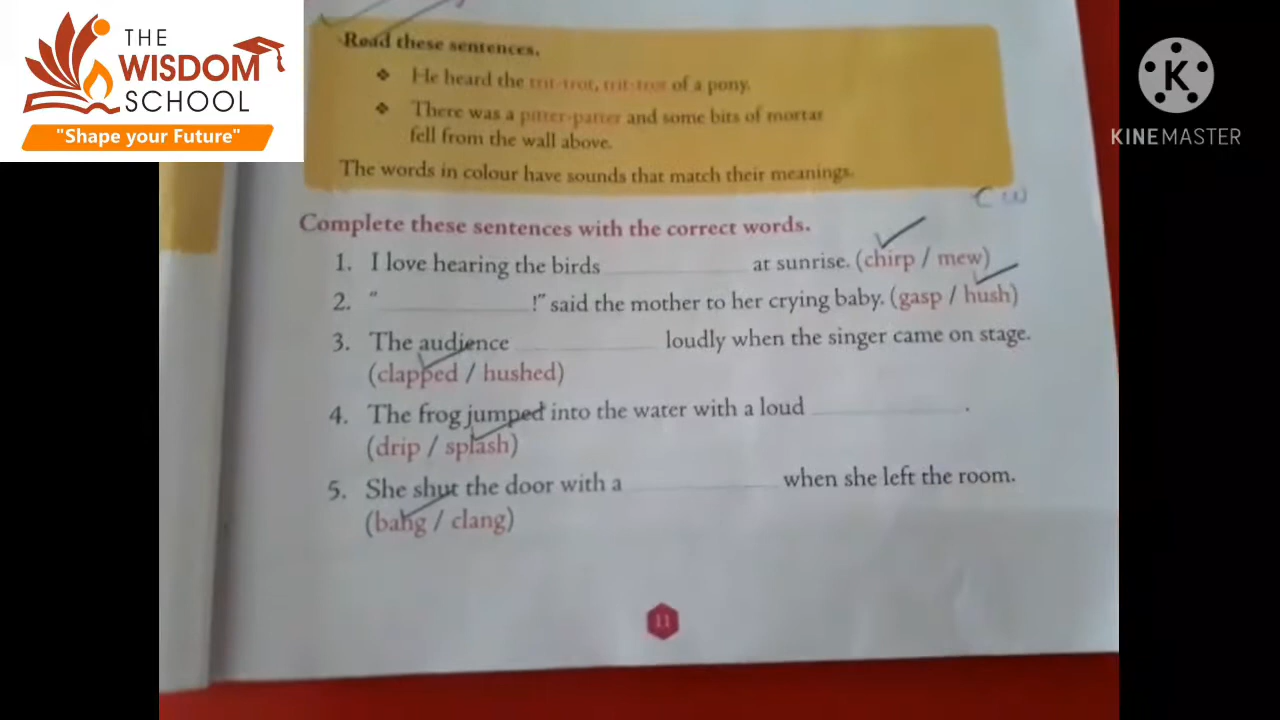 THE
WISDOM
SCHOOL
"Shape your Future"
K
KINEMASTER
Read these sentences.
❖ He heard the trit-trot, trit-trot of a pony.
❖ There was a pitter-patter and some bits of mortar
fell from the wall above.
The words in colour have sounds that match their meanings.
C W
Complete these sentences with the correct words.
1. I love hearing the birds ____________ at sunrise. (chirp / mew)
2. "____________!" said the mother to her crying baby. (gasp / hush)
3. The audience ____________ loudly when the singer came on stage.
(clapped / hushed)
4. The frog jumped into the water with a loud ____________.
(drip / splash)
5. She shut the door with a ____________ when she left the room.
(bang / clang)
11